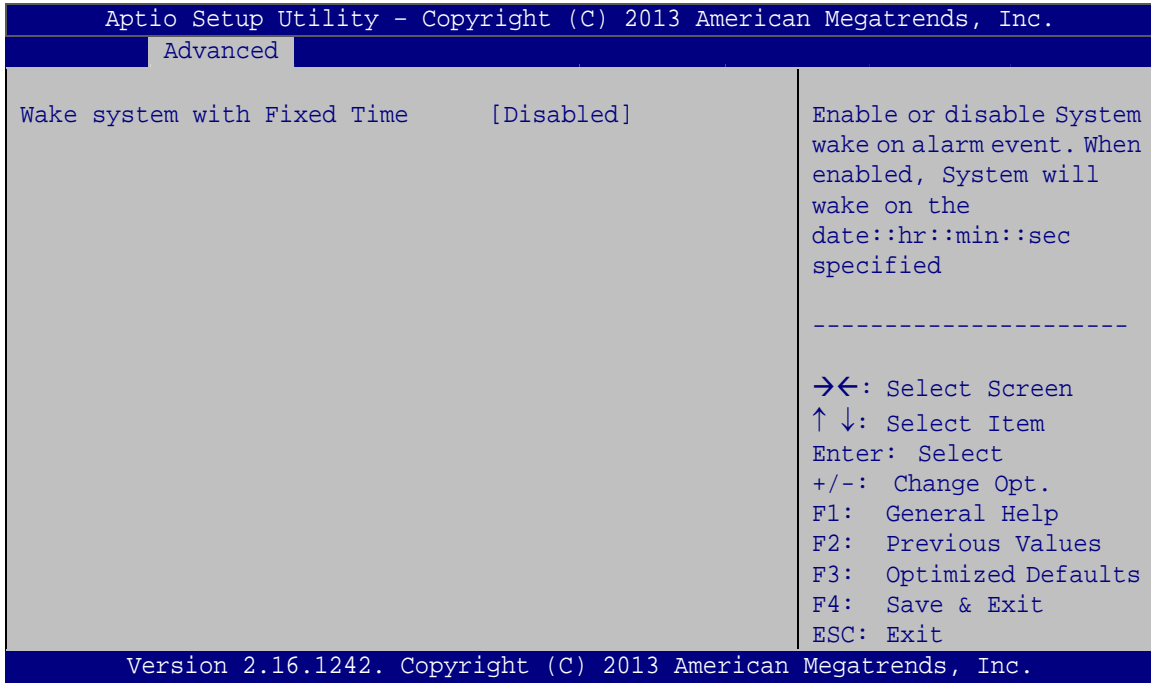 Aptio Setup Utility – Copyright (C) 2013 American Megatrends, Inc.
Advanced
Wake system with Fixed Time [Disabled]
Enable or disable System
wake on alarm event. When
enabled, System will
wake on the
date::hr::min::sec
specified
----------------------
→←: Select Screen
↑ ↓: Select Item
Enter: Select
+/-: Change Opt.
F1: General Help
F2: Previous Values
F3: Optimized Defaults
F4: Save & Exit
ESC: Exit
Version 2.16.1242. Copyright (C) 2013 American Megatrends, Inc.